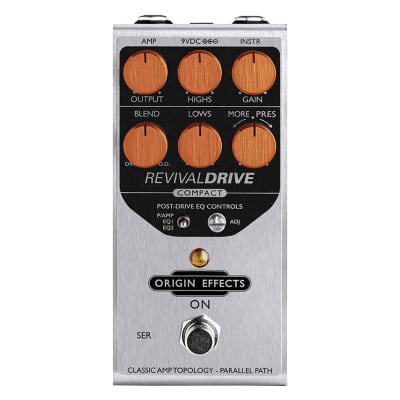 AMP 9VDC INSTR
OUTPUT HIGHS GAIN
BLEND LOWS MORE PRES
O.D.
REVIVALDRIVE
COMPACT
POST-DRIVE EQ CONTROLS
P/AMP
EQ1 ADJ
EQ2
ORIGIN EFFECTS
ON
SER
CLASSIC AMP TOPOLOGY - PARALLEL PATH